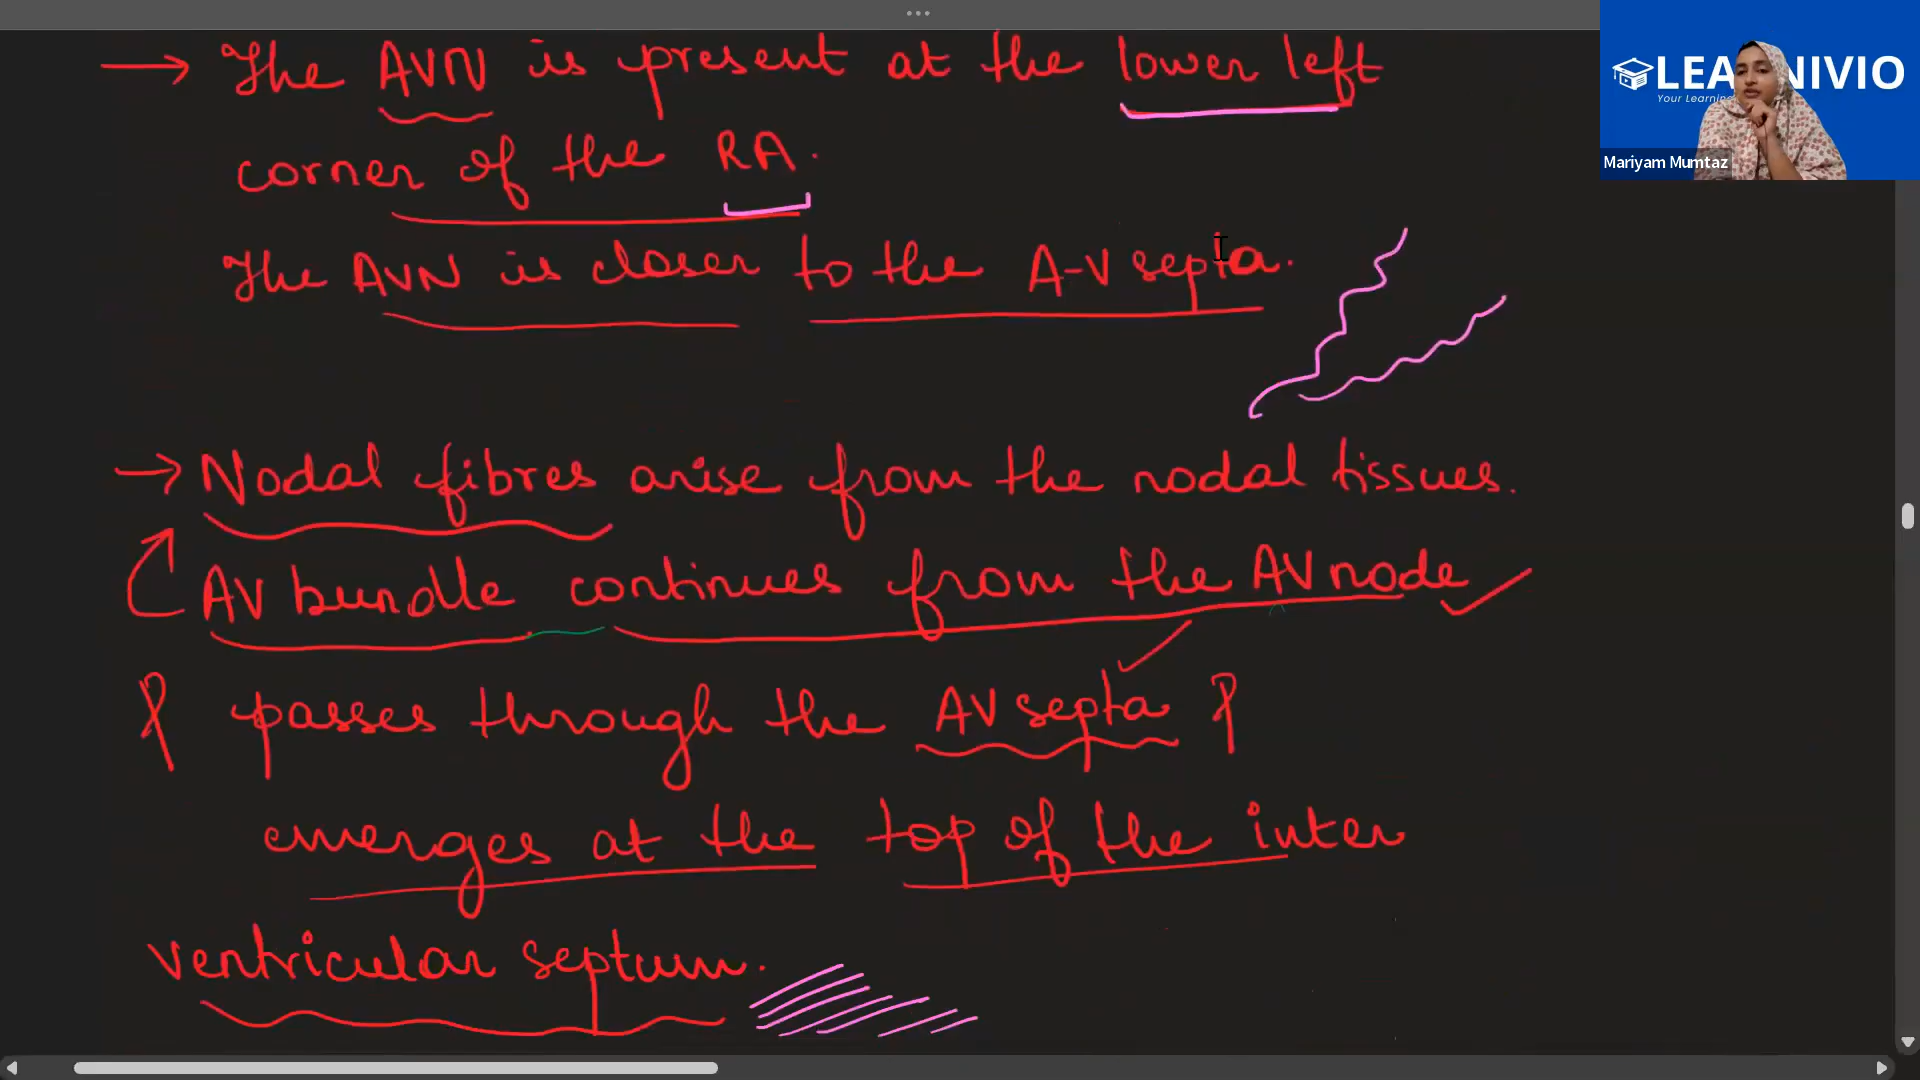 → The AVN is present at the lower left
corner of the RA.
The AVN is closer to the A-V septa.
→ Nodal fibres arise from the nodal tissues.
AV bundle continues from the AV node
& passes through the AV septa &
emerges at the top of the inter
ventricular septum.
LEA NIVIO
Your Learnin
Mariyam Mumtaz